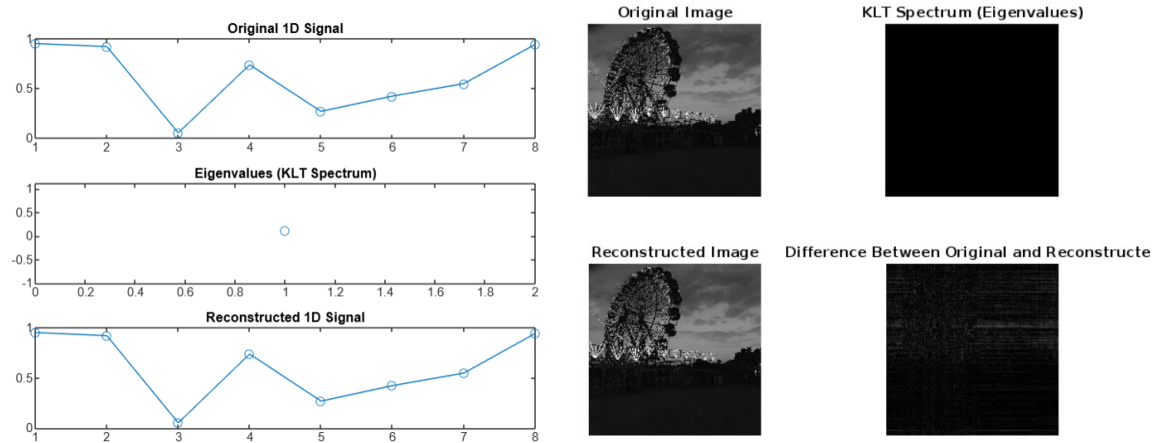 Original 1D Signal
1
0.5
0
1 2 3 4 5 6 7 8
Eigenvalues (KLT Spectrum)
1
0.5
0
-0.5
-1
0 0.2 0.4 0.6 0.8 1 1.2 1.4 1.6 1.8 2
Reconstructed 1D Signal
1
0.5
0
1 2 3 4 5 6 7 8
Original Image
KLT Spectrum (Eigenvalues)
Reconstructed Image
Difference Between Original and Reconstructe